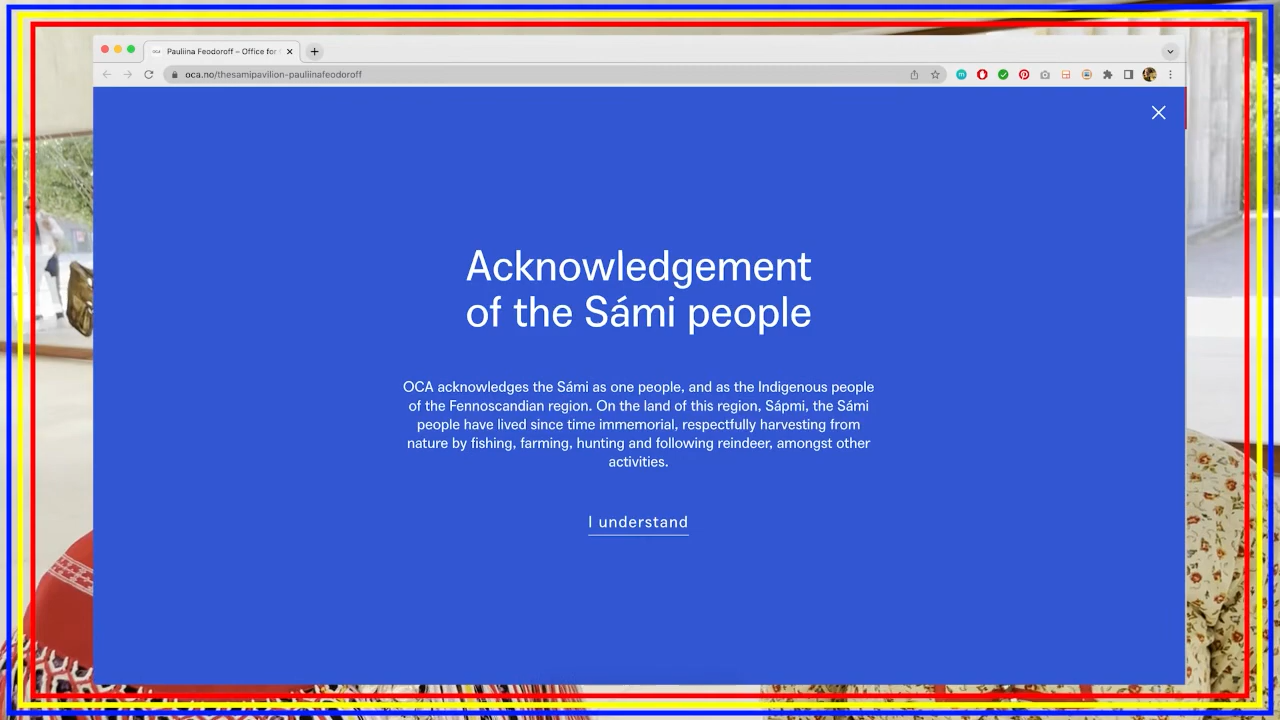 OCA Pauliina Feodoroff – Office for
oca.no/thesamipavilion-pauliinafeodoroff
Acknowledgement
of the Sámi people
OCA acknowledges the Sámi as one people, and as the Indigenous people
of the Fennoscandian region. On the land of this region, Sápmi, the Sámi
people have lived since time immemorial, respectfully harvesting from
nature by fishing, farming, hunting and following reindeer, amongst other
activities.
I understand